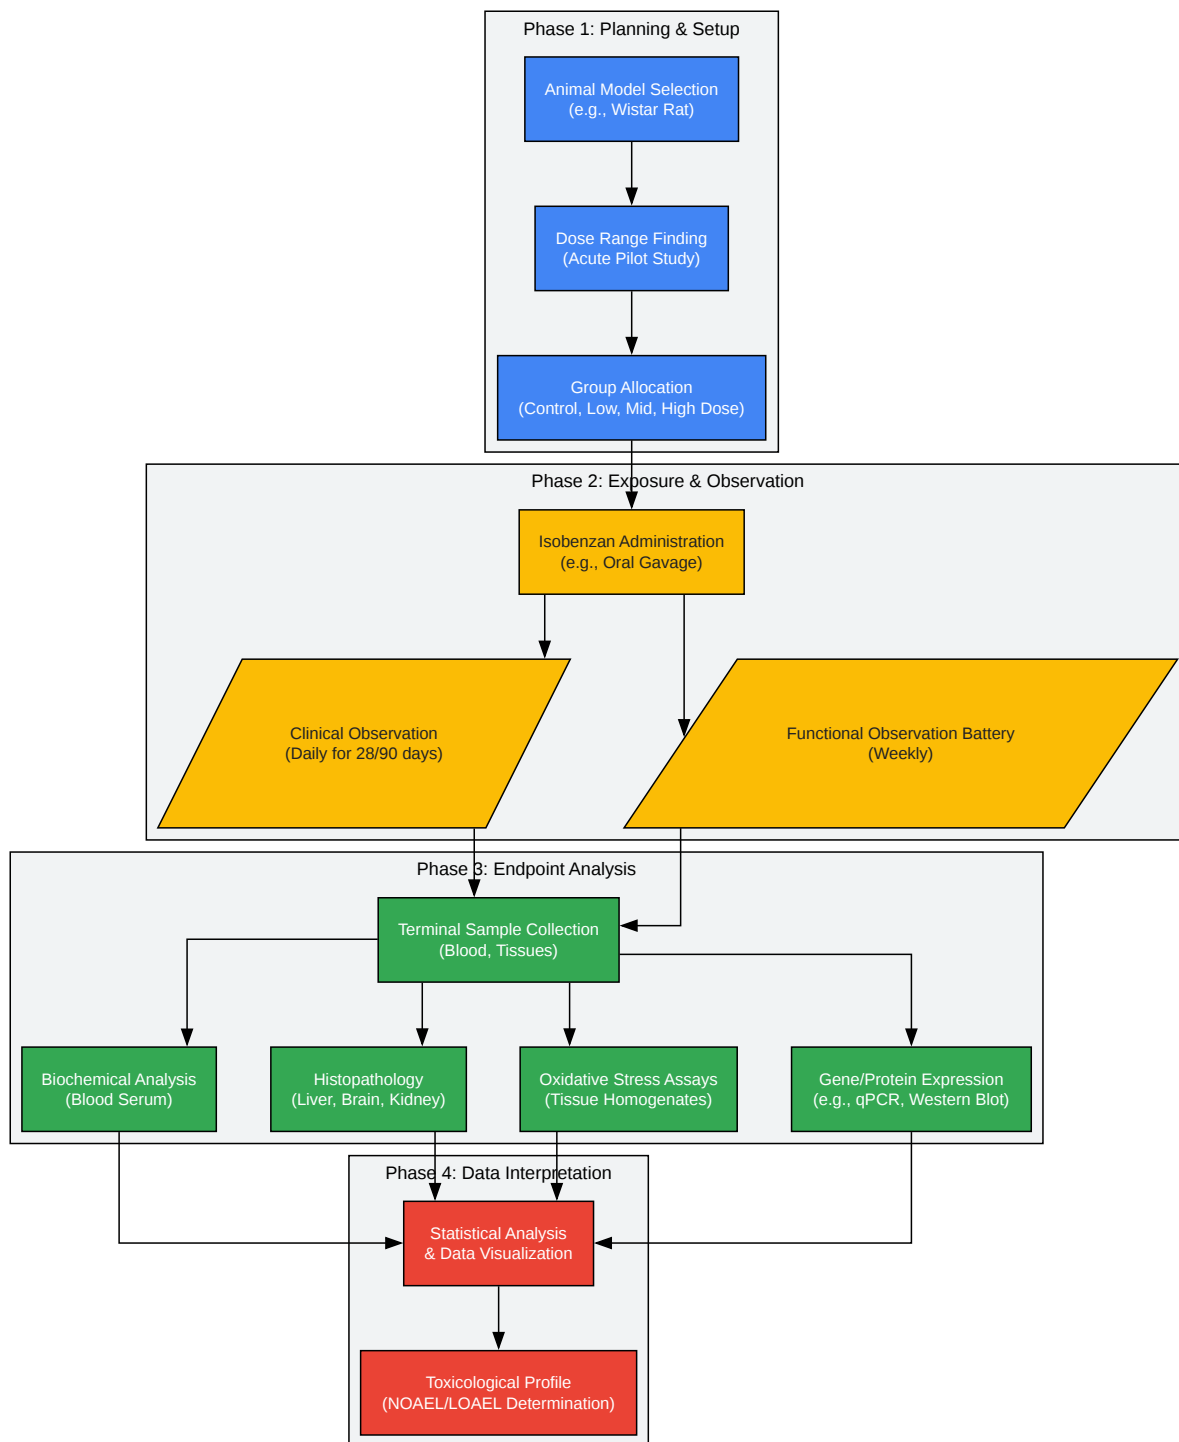 Phase 1: Planning & Setup
Animal Model Selection
(e.g., Wistar Rat)
Dose Range Finding
(Acute Pilot Study)
Group Allocation
(Control, Low, Mid, High Dose)
Phase 2: Exposure & Observation
Isobenzan Administration
(e.g., Oral Gavage)
Clinical Observation
(Daily for 28/90 days)
Functional Observation Battery
(Weekly)
Phase 3: Endpoint Analysis
Terminal Sample Collection
(Blood, Tissues)
Biochemical Analysis
(Blood Serum)
Histopathology
(Liver, Brain, Kidney)
Oxidative Stress Assays
(Tissue Homogenates)
Gene/Protein Expression
(e.g., qPCR, Western Blot)
Phase 4: Data Interpretation
Statistical Analysis
& Data Visualization
Toxicological Profile
(NOAEL/LOAEL Determination)